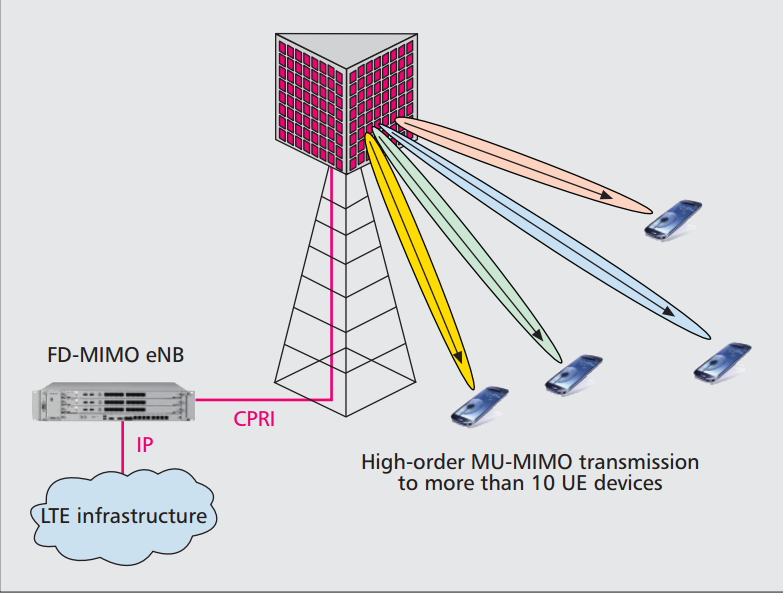 FD-MIMO eNB
CPRI
IP
LTE infrastructure
High-order MU-MIMO transmission
to more than 10 UE devices